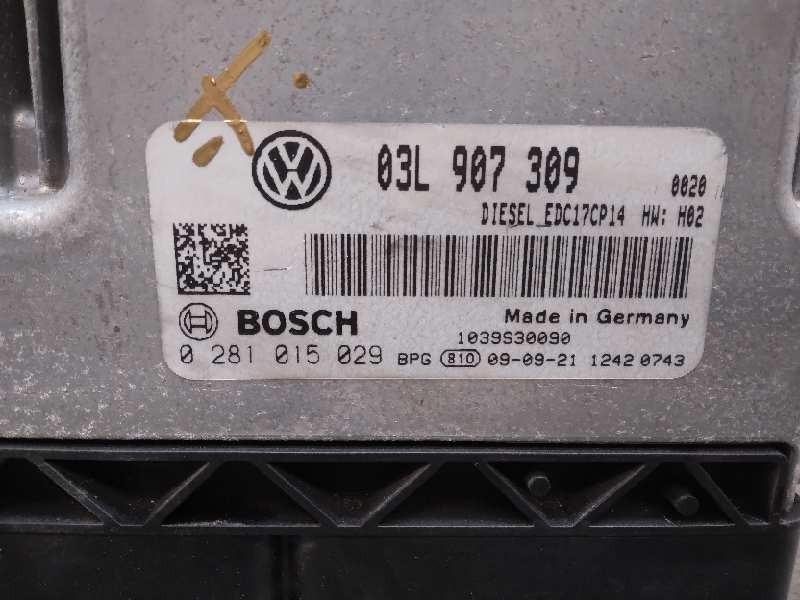 03L 907 309 0020
DIESEL EDC17CP14 HW: H02
BOSCH
Made in Germany
1039S30090
0 281 015 029 BPG 810 09-09-21 1242 0743